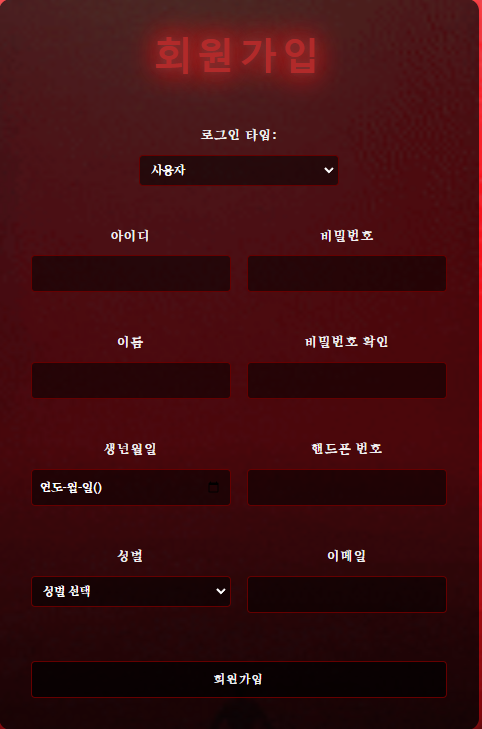 회원가입
로그인 타입:
사용자
아이디 비밀번호
이름 비밀번호 확인
생년월일 핸드폰 번호
연도-월-일()
성별 이메일
성별 선택
회원가입